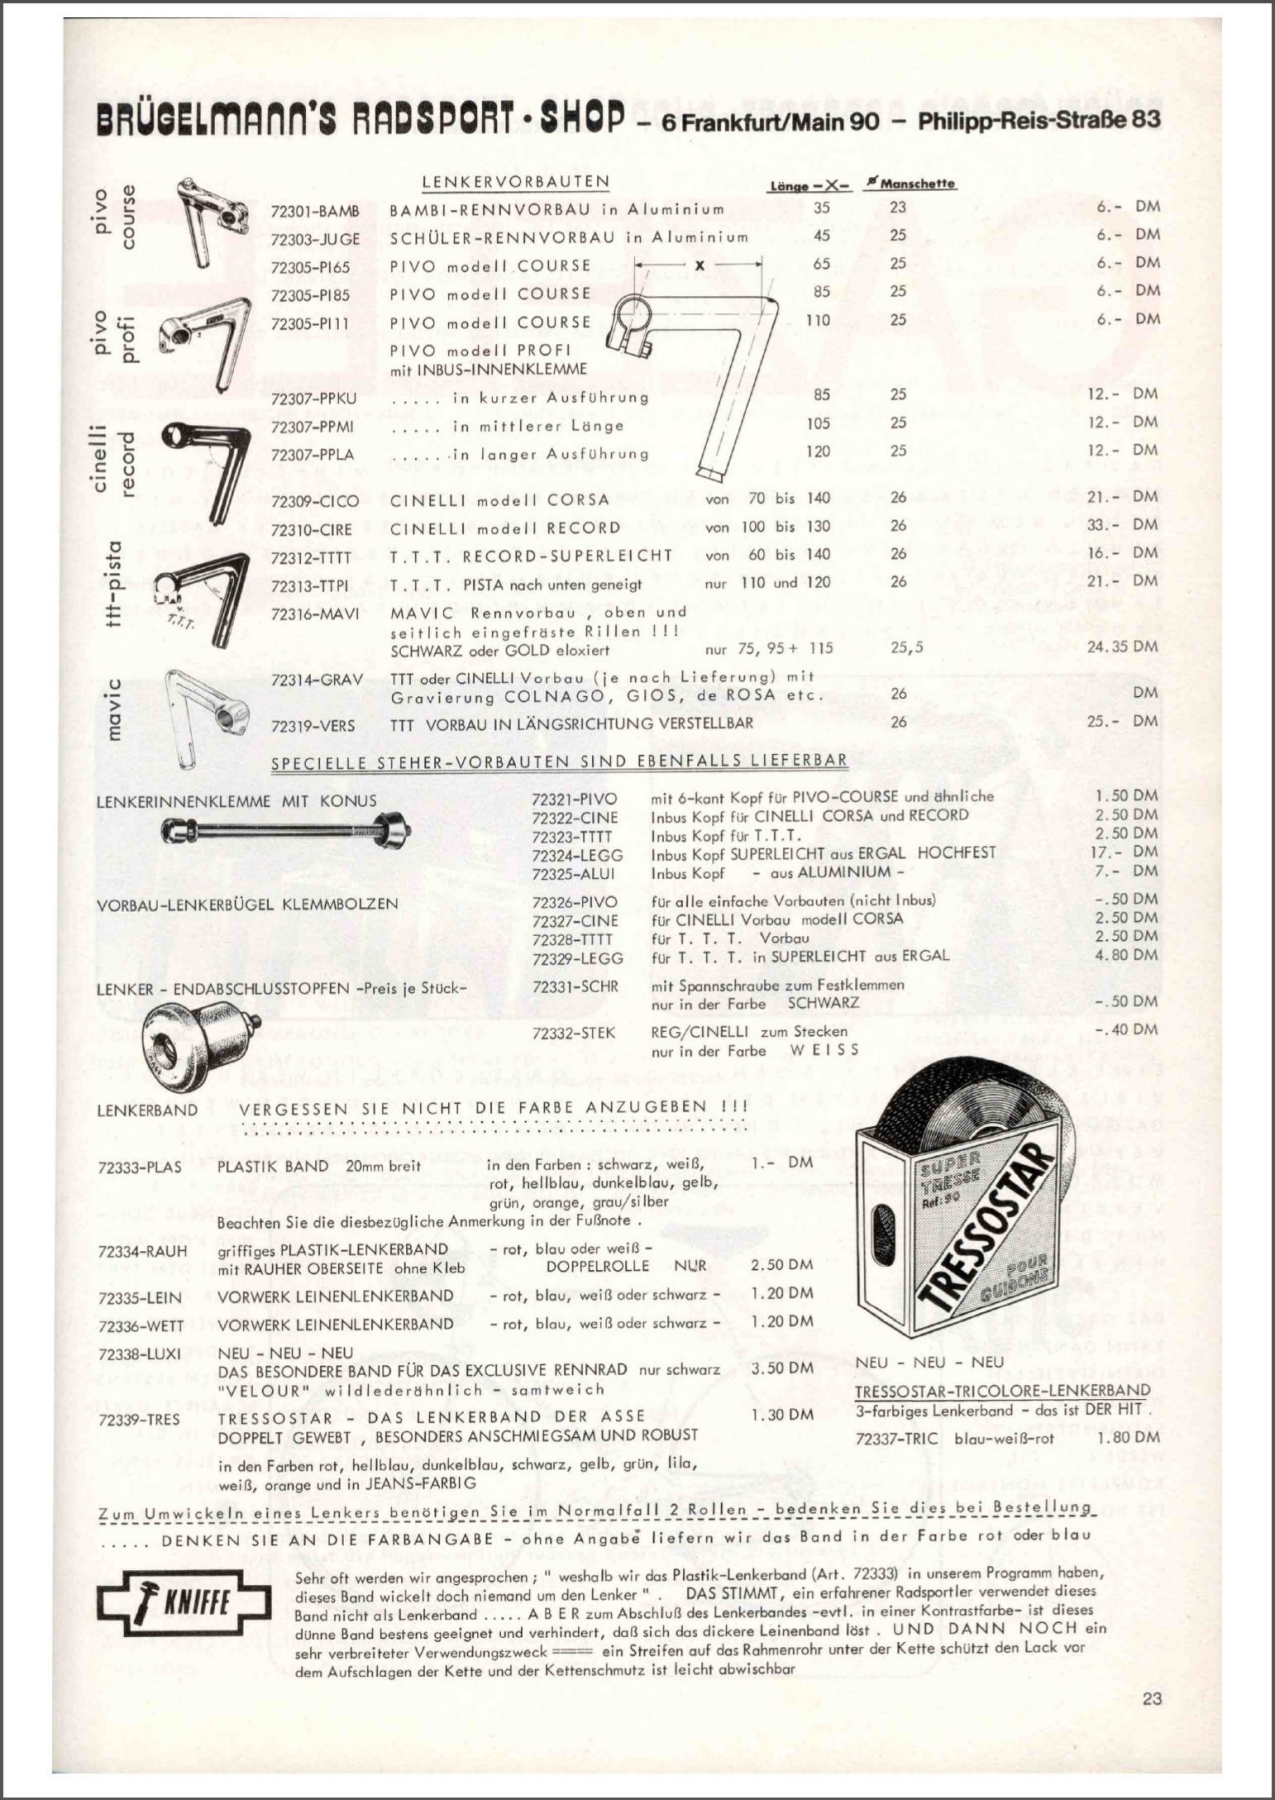 BRÜGELMANN'S RADSPORT · SHOP – 6 Frankfurt/Main 90 – Philipp-Reis-Straße 83
LENKERVORBAUTEN Länge -X- ø Manschette
pivo course
72301-BAMB BAMBI-RENNVORBAU in Aluminium 35 23 6.- DM
72303-JUGE SCHÜLER-RENNVORBAU in Aluminium 45 25 6.- DM
72305-PI65 PIVO modell COURSE 65 25 6.- DM
72305-PI85 PIVO modell COURSE 85 25 6.- DM
72305-PI11 PIVO modell COURSE 110 25 6.- DM
X
pivo profi
PIVO modell PROFI
mit INBUS-INNENKLEMME
72307-PPKU ..... in kurzer Ausführung 85 25 12.- DM
72307-PPMI ..... in mittlerer Länge 105 25 12.- DM
72307-PPLA ......in langer Ausführung 120 25 12.- DM
cinelli record
72309-CICO CINELLI modell CORSA von 70 bis 140 26 21.- DM
72310-CIRE CINELLI modell RECORD von 100 bis 130 26 33.- DM
72312-TTTT T.T.T. RECORD-SUPERLEICHT von 60 bis 140 26 16.- DM
72313-TTPI T.T.T. PISTA nach unten geneigt nur 110 und 120 26 21.- DM
ttt-pista
T.T.T.
72316-MAVI MAVIC Rennvorbau , oben und
seitlich eingefräste Rillen !!!
SCHWARZ oder GOLD eloxiert nur 75, 95 + 115 25,5 24.35 DM
mavic
72314-GRAV TTT oder CINELLI Vorbau (je nach Lieferung) mit
Gravierung COLNAGO, GIOS, de ROSA etc. 26 DM
72319-VERS TTT VORBAU IN LÄNGSRICHTUNG VERSTELLBAR 26 25.- DM
SPECIELLE STEHER-VORBAUTEN SIND EBENFALLS LIEFERBAR
LENKERINNENKLEMME MIT KONUS 72321-PIVO mit 6-kant Kopf für PIVO-COURSE und ähnliche 1.50 DM
72322-CINE Inbus Kopf für CINELLI CORSA und RECORD 2.50 DM
72323-TTTT Inbus Kopf für T.T.T. 2.50 DM
72324-LEGG Inbus Kopf SUPERLEICHT aus ERGAL HOCHFEST 17.- DM
72325-ALUI Inbus Kopf - aus ALUMINIUM - 7.- DM
VORBAU-LENKERBÜGEL KLEMMBOLZEN 72326-PIVO für alle einfache Vorbauten (nicht Inbus) -.50 DM
72327-CINE für CINELLI Vorbau modell CORSA 2.50 DM
72328-TTTT für T. T. T. Vorbau 2.50 DM
72329-LEGG für T. T. T. in SUPERLEICHT aus ERGAL 4.80 DM
LENKER - ENDABSCHLUSSTOPFEN -Preis je Stück- 72331-SCHR mit Spannschraube zum Festklemmen
nur in der Farbe SCHWARZ -.50 DM
72332-STEK REG/CINELLI zum Stecken -.40 DM
nur in der Farbe W E I S S
LENKERBAND VERGESSEN SIE NICHT DIE FARBE ANZUGEBEN !!!
72333-PLAS PLASTIK BAND 20mm breit in den Farben : schwarz, weiß, 1.- DM
rot, hellblau, dunkelblau, gelb,
grün, orange, grau/silber
Beachten Sie die diesbezügliche Anmerkung in der Fußnote .
72334-RAUH griffiges PLASTIK-LENKERBAND - rot, blau oder weiß -
mit RAUHER OBERSEITE ohne Kleb DOPPELROLLE NUR 2.50 DM
72335-LEIN VORWERK LEINENLENKERBAND - rot, blau, weiß oder schwarz - 1.20 DM
72336-WETT VORWERK LEINENLENKERBAND - rot, blau, weiß oder schwarz - 1.20 DM
72338-LUXI NEU - NEU - NEU
DAS BESONDERE BAND FÜR DAS EXCLUSIVE RENNRAD nur schwarz 3.50 DM
"VELOUR" wildlederähnlich - samtweich
72339-TRES TRESSOSTAR - DAS LENKERBAND DER ASSE 1.30 DM
DOPPELT GEWEBT , BESONDERS ANSCHMIEGSAM UND ROBUST
in den Farben rot, hellblau, dunkelblau, schwarz, gelb, grün, lila,
weiß, orange und in JEANS-FARBIG
SUPER
TRESSE
Ref:90
TRESSOSTAR
POUR
GUIDONS
NEU - NEU - NEU
TRESSOSTAR-TRICOLORE-LENKERBAND
3-farbiges Lenkerband - das ist DER HIT .
72337-TRIC blau-weiß-rot 1.80 DM
Zum Umwickeln eines Lenkers benötigen Sie im Normalfall 2 Rollen - bedenken Sie dies bei Bestellung
..... DENKEN SIE AN DIE FARBANGABE - ohne Angabe liefern wir das Band in der Farbe rot oder blau
KNIFFE
Sehr oft werden wir angesprochen ; " weshalb wir das Plastik-Lenkerband (Art. 72333) in unserem Programm haben,
dieses Band wickelt doch niemand um den Lenker " . DAS STIMMT, ein erfahrener Radsportler verwendet dieses
Band nicht als Lenkerband ..... A B E R zum Abschluß des Lenkerbandes -evtl. in einer Kontrastfarbe- ist dieses
dünne Band bestens geeignet und verhindert, daß sich das dickere Leinenband löst . UND DANN NOCH ein
sehr verbreiteter Verwendungszweck ===== ein Streifen auf das Rahmenrohr unter der Kette schützt den Lack vor
dem Aufschlagen der Kette und der Kettenschmutz ist leicht abwischbar
23